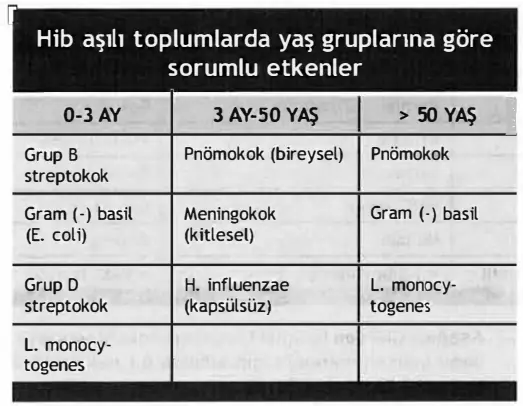 Hib aşılı toplumlarda yaş gruplarına göre
sorumlu etkenler
0-3 AY
3 AY-50 YAŞ
> 50 YAŞ
Grup B
streptokok
Pnömokok (bireysel)
Pnömokok
Gram (-) basil
(E. coli)
Meningokok
(kitlesel)
Gram (-) basil
Grup D
streptokok
H. influenzae
(kapsülsüz)
L. monocy-
togenes
L. monocy-
togenes